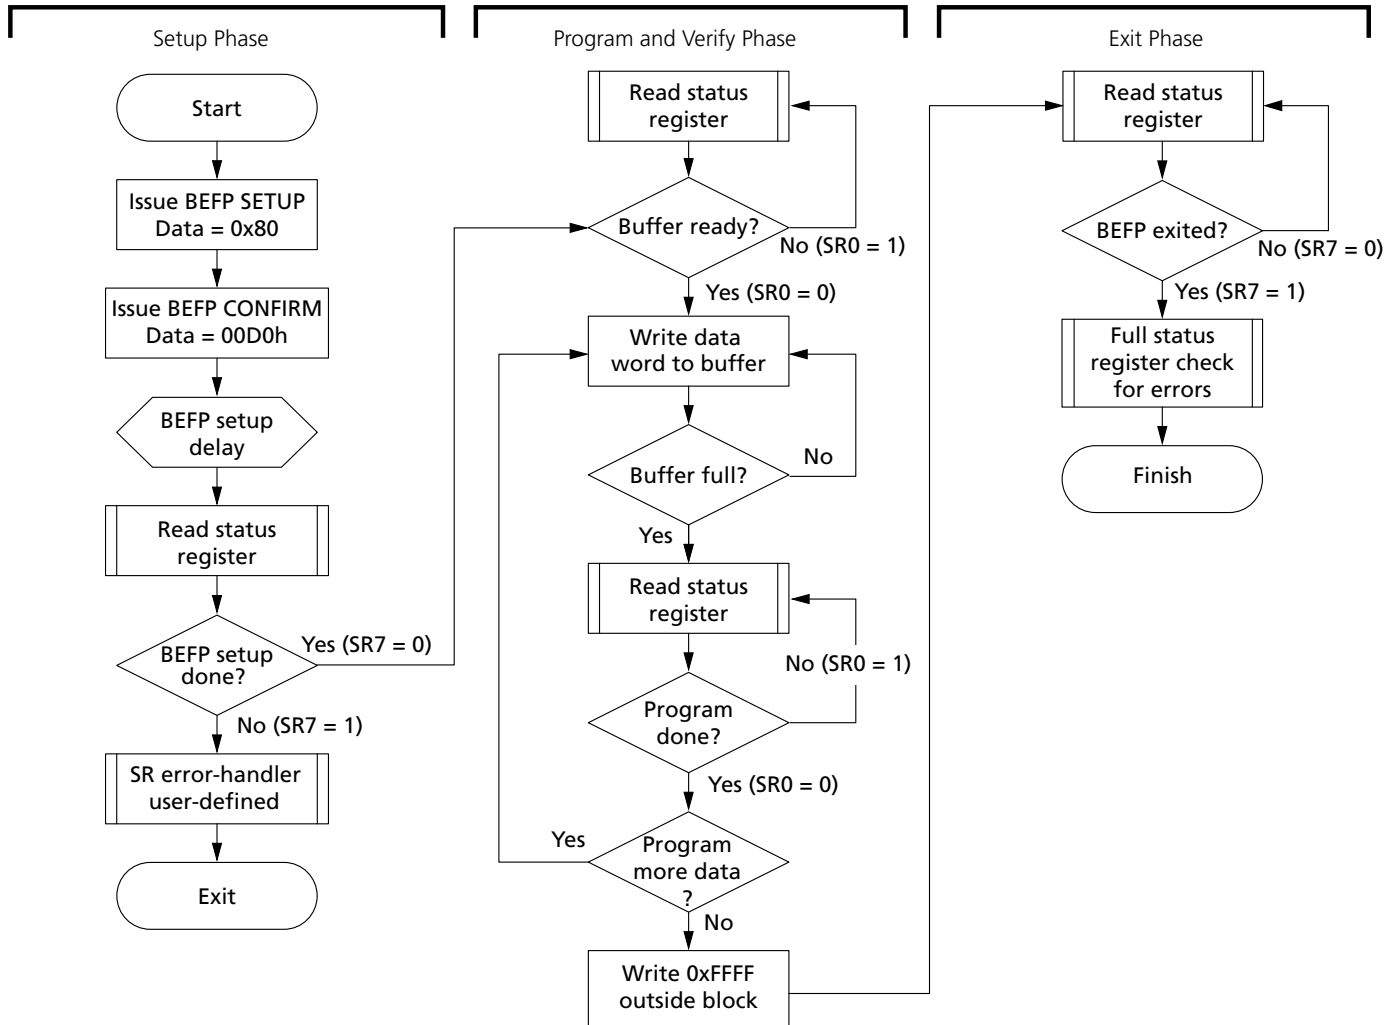 Setup Phase
Start
Issue BEFP SETUP
Data = 0x80
Issue BEFP CONFIRM
Data = 00D0h
BEFP setup
delay
Read status
register
BEFP setup
done?
Yes (SR7 = 0)
No (SR7 = 1)
SR error-handler
user-defined
Exit
Program and Verify Phase
Read status
register
Buffer ready?
No (SR0 = 1)
Yes (SR0 = 0)
Write data
word to buffer
Buffer full?
No
Yes
Read status
register
No (SR0 = 1)
Program
done?
Yes (SR0 = 0)
Yes
Program
more data
?
No
Write 0xFFFF
outside block
Exit Phase
Read status
register
BEFP exited?
No (SR7 = 0)
Yes (SR7 = 1)
Full status
register check
for errors
Finish